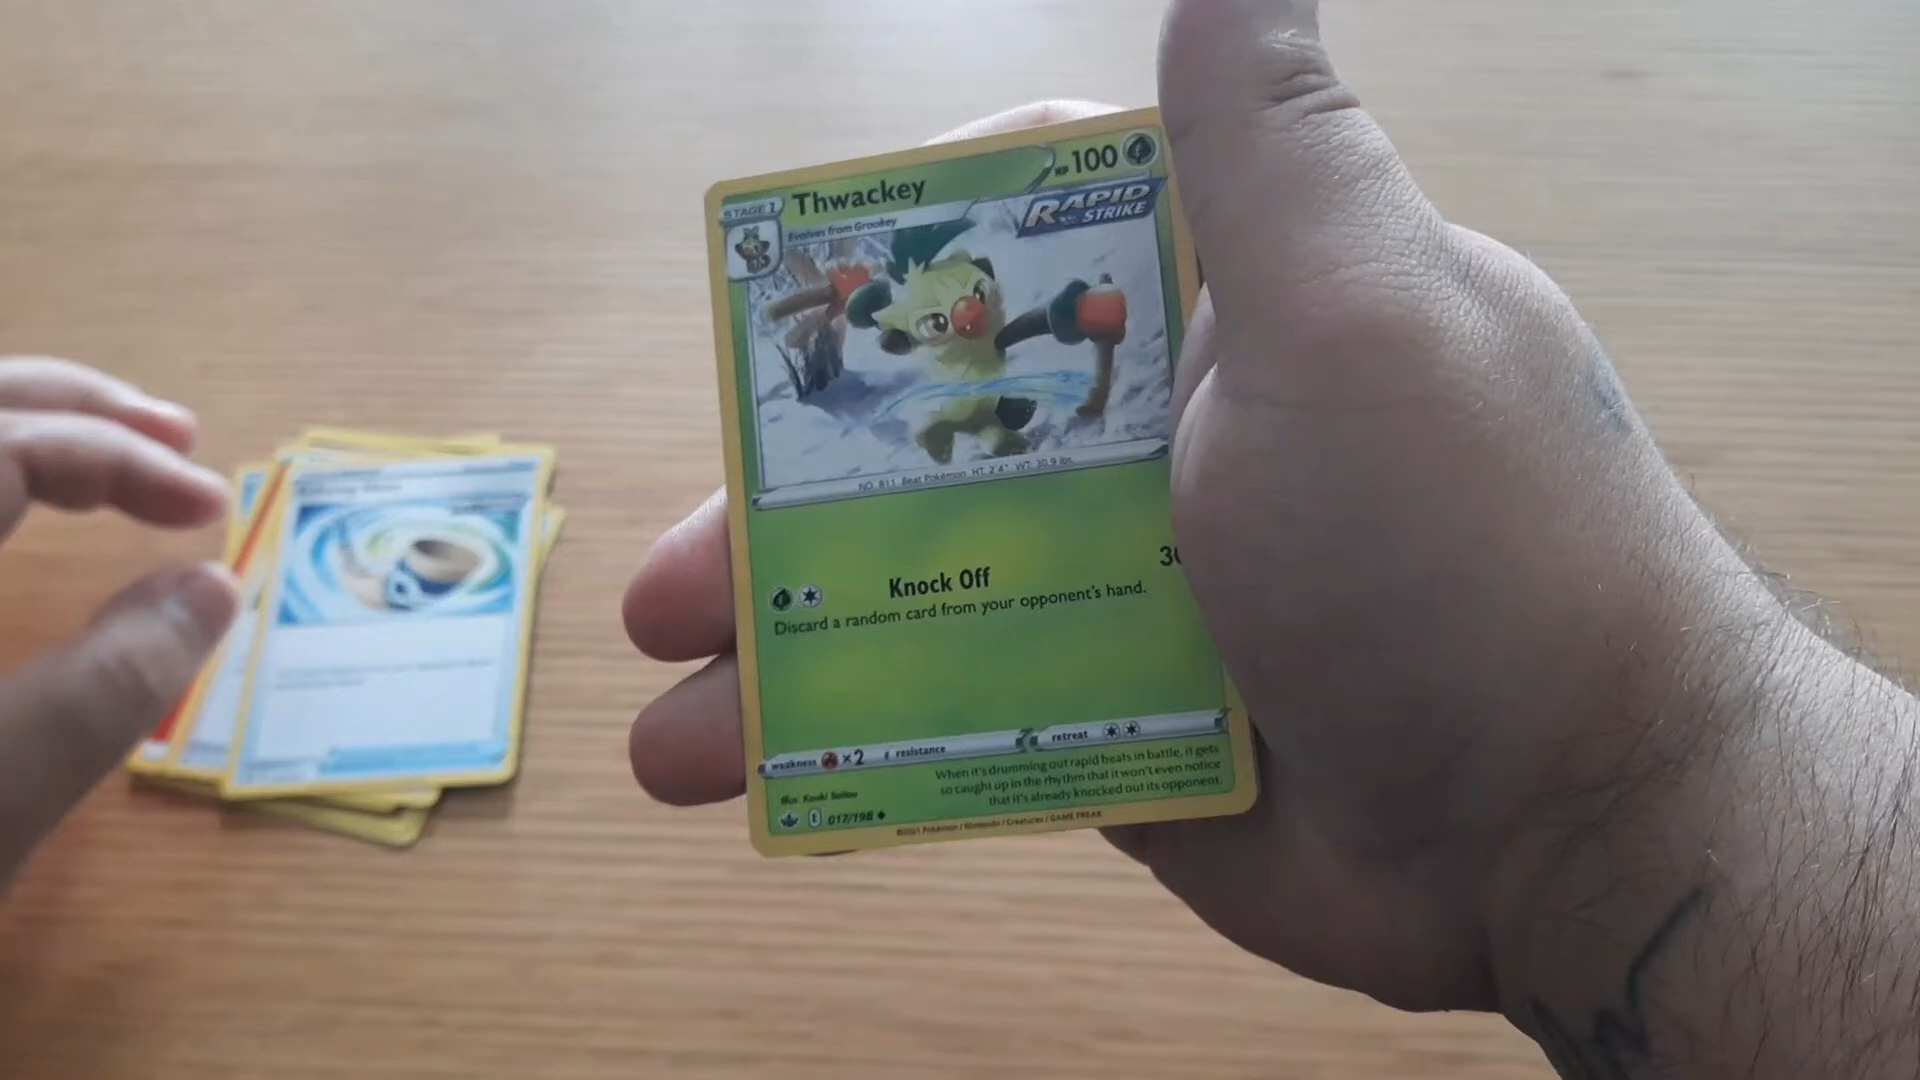 STAGE 1 Thwackey HP 100
Evolves from Grookey
RAPID
STRIKE
NO. 811 Beat Pokémon HT: 2'4" WT: 30.9 lbs.
Knock Off 30
Discard a random card from your opponent's hand.
weakness ×2 resistance retreat
When it's drumming out rapid beats in battle, it gets
so caught up in the rhythm that it won't even notice
that it's already knocked out its opponent.
Illus. Kouki Saitou
E 017/198
©2021 Pokémon / Nintendo / Creatures / GAME FREAK